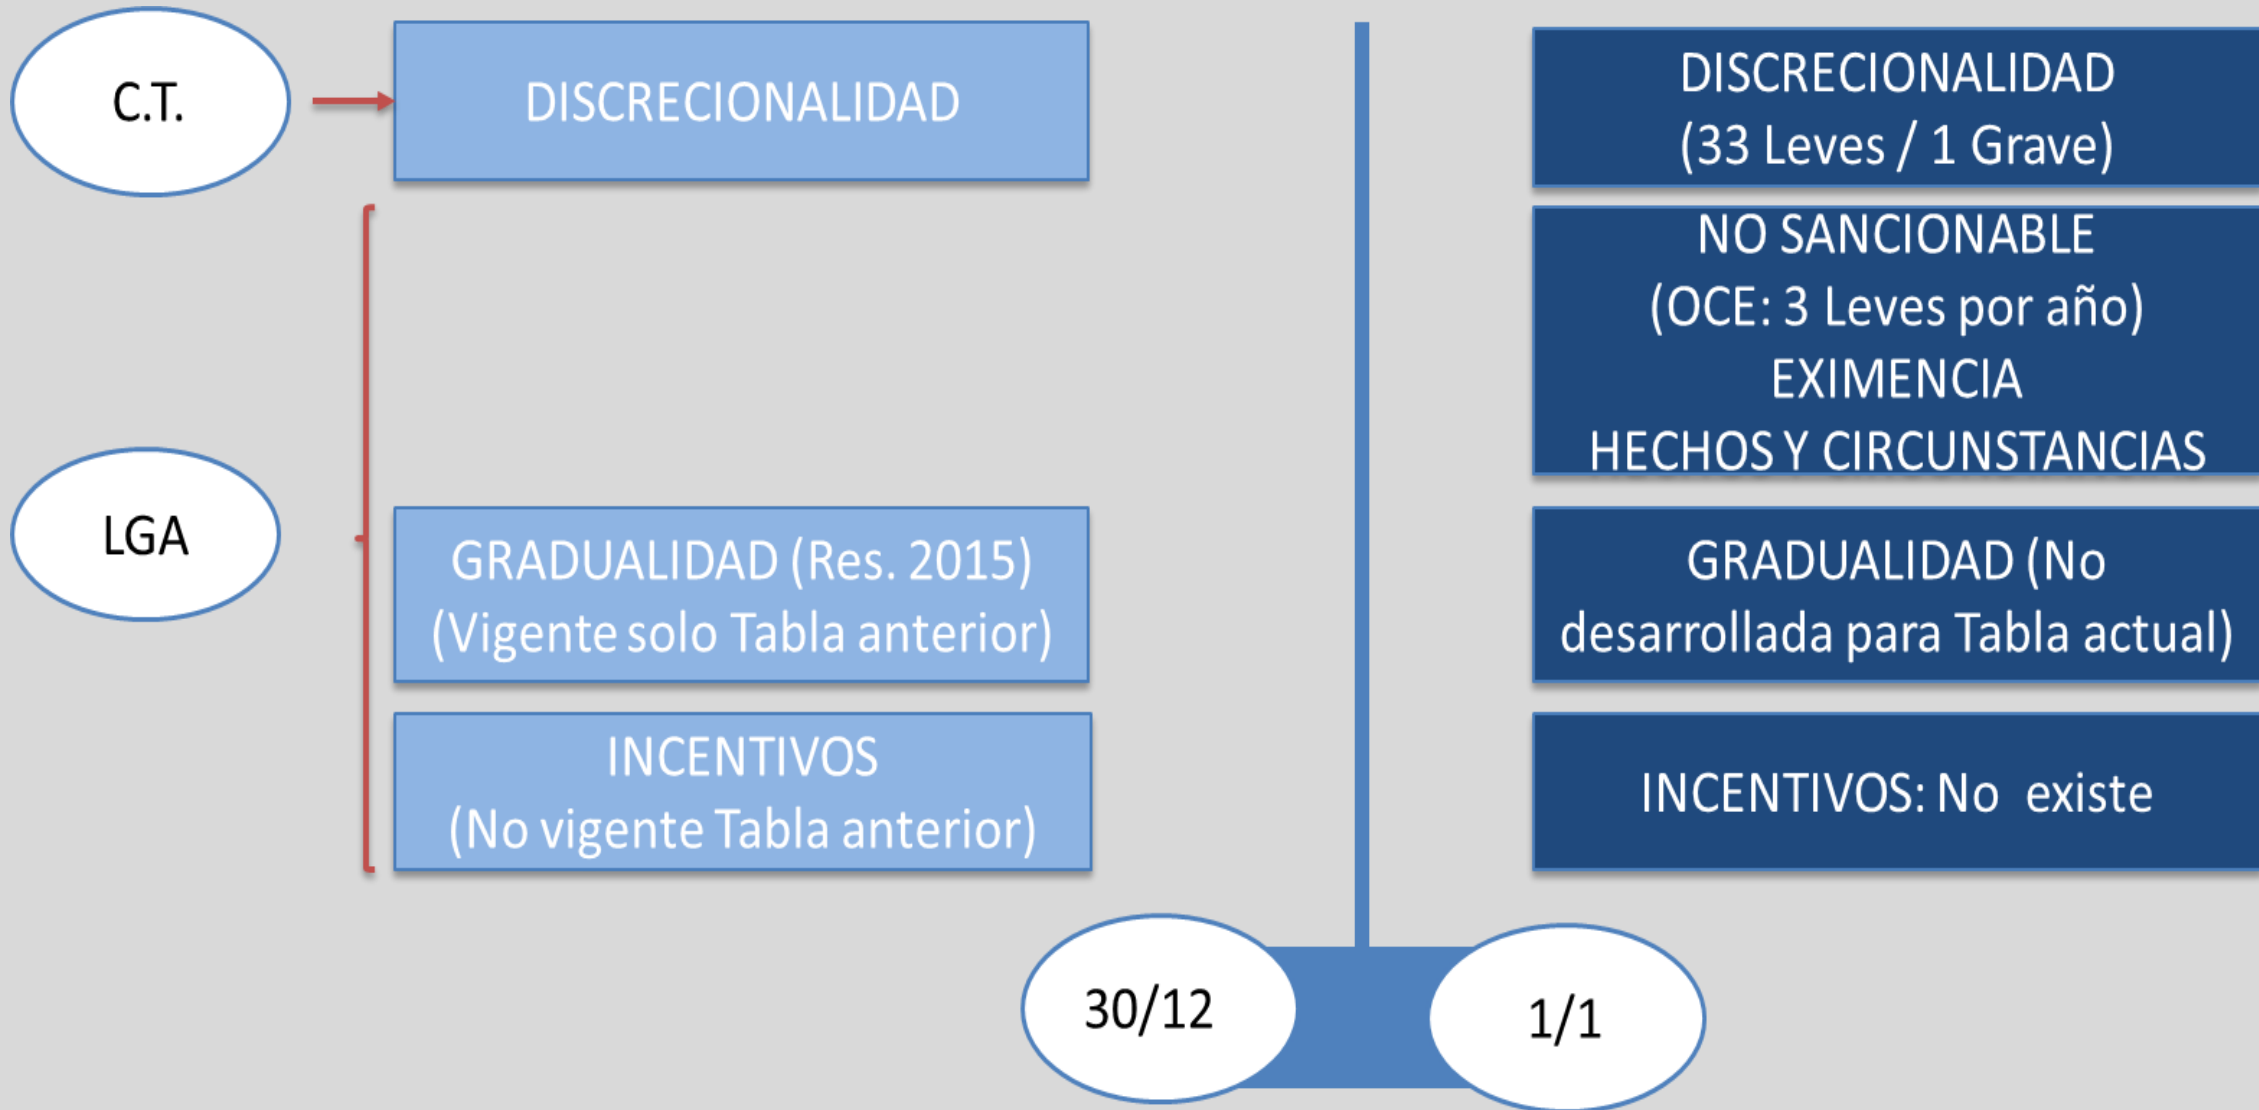 C.T.
DISCRECIONALIDAD
DISCRECIONALIDAD
(33 Leves / 1 Grave)
NO SANCIONABLE
(OCE: 3 Leves por año)
EXIMENCIA
HECHOS Y CIRCUNSTANCIAS
LGA
GRADUALIDAD (Res. 2015)
(Vigente solo Tabla anterior)
GRADUALIDAD (No
desarrollada para Tabla actual)
INCENTIVOS
(No vigente Tabla anterior)
INCENTIVOS: No existe
30/12
1/1